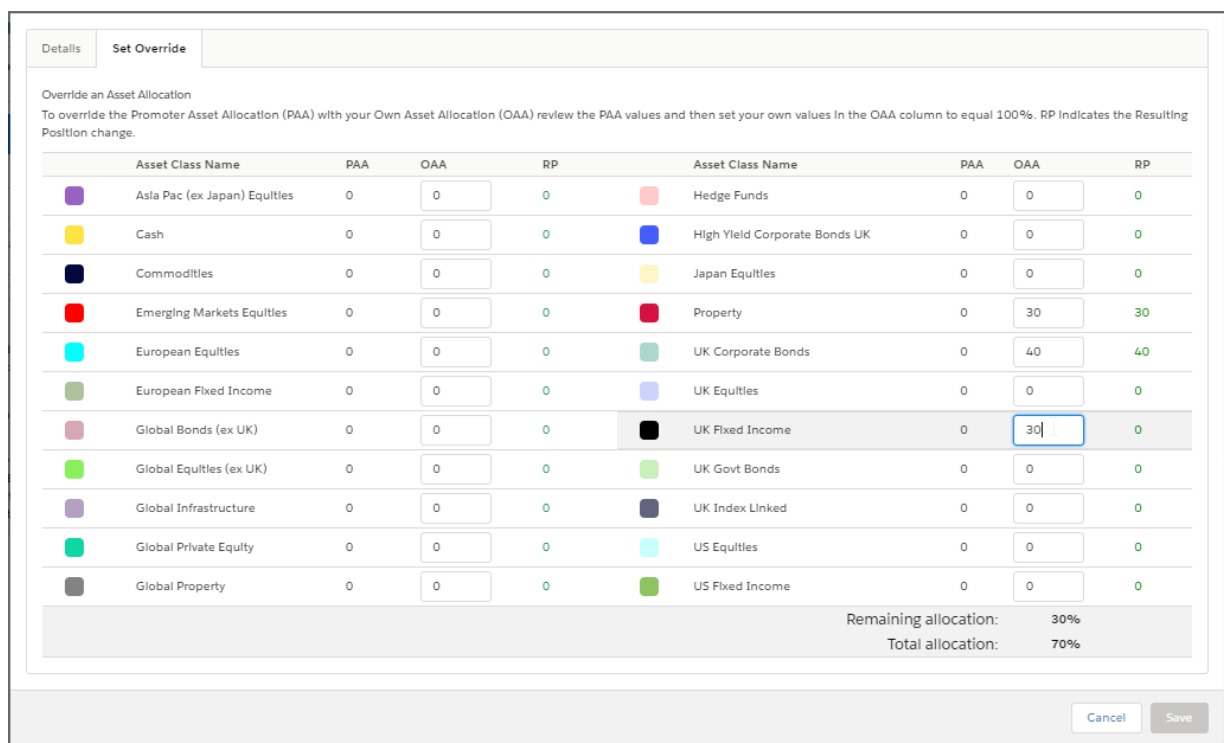 Details Set Override
Override an Asset Allocation
To override the Promoter Asset Allocation (PAA) with your Own Asset Allocation (OAA) review the PAA values and then set your own values in the OAA column to equal 100%. RP indicates the Resulting
Position change.
Asset Class Name PAA OAA RP Asset Class Name PAA OAA RP
Asia Pac (ex Japan) Equities 0 0 0 Hedge Funds 0 0 0
Cash 0 0 0 High Yield Corporate Bonds UK 0 0 0
Commodities 0 0 0 Japan Equities 0 0 0
Emerging Markets Equities 0 0 0 Property 0 30 30
European Equities 0 0 0 UK Corporate Bonds 0 40 40
European Fixed Income 0 0 0 UK Equities 0 0 0
Global Bonds (ex UK) 0 0 0 UK Fixed Income 0 30 0
Global Equities (ex UK) 0 0 0 UK Govt Bonds 0 0 0
Global Infrastructure 0 0 0 UK Index Linked 0 0 0
Global Private Equity 0 0 0 US Equities 0 0 0
Global Property 0 0 0 US Fixed Income 0 0 0
Remaining allocation: 30%
Total allocation: 70%
Cancel Save